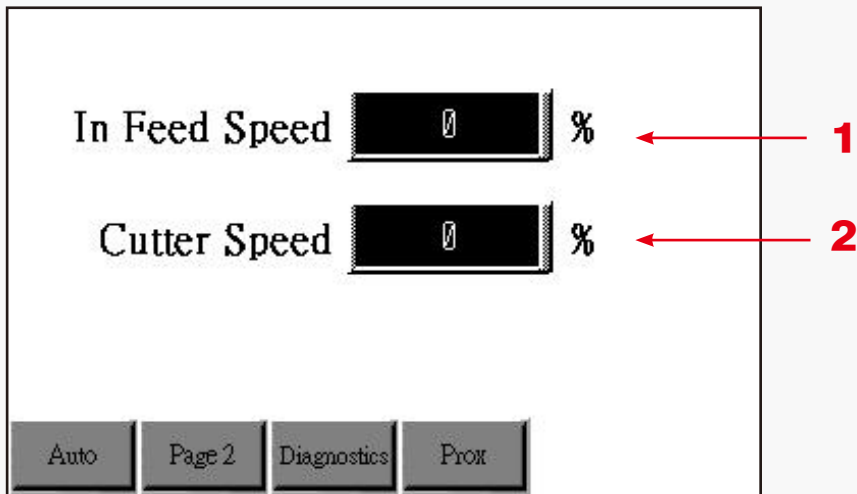 In Feed Speed 0 % 1
Cutter Speed 0 % 2
Auto Page 2 Diagnostics Prox